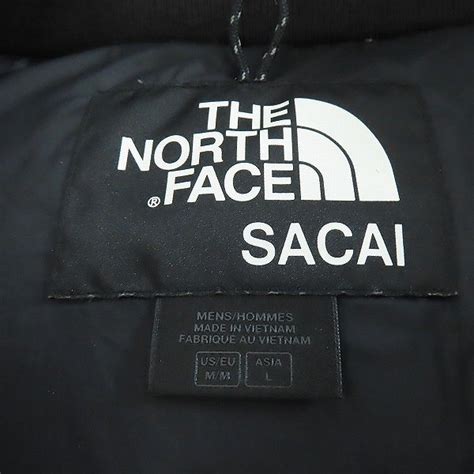 THE
NORTH
® FACE
SACAI
MENS/HOMMES
MADE IN VIETNAM
FABRIQUE AU VIETNAM
US/EU ASIA
M/M L